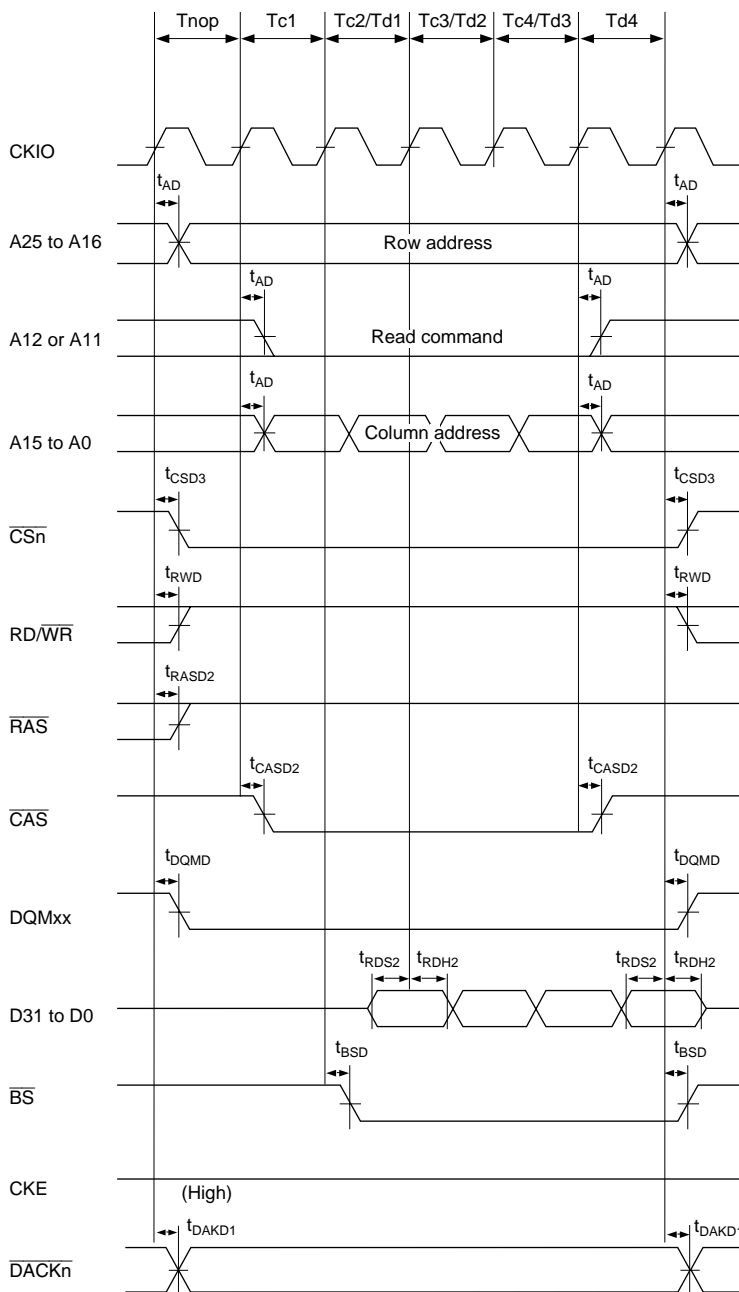 Tnop Tc1 Tc2/Td1 Tc3/Td2 Tc4/Td3 Td4
CKIO
tAD tAD
A25 to A16 Row address
tAD tAD
A12 or A11 Read command
tAD tAD
A15 to A0 Column address
tCSD3 tCSD3
CSn
tRWD tRWD
RD/WR
tRASD2
RAS
tCASD2 tCASD2
CAS
tDQMD tDQMD
DQMxx
tRDS2 tRDH2 tRDS2 tRDH2
D31 to D0
tBSD tBSD
BS
CKE (High)
tDAKD1 tDAKD1
DACKn